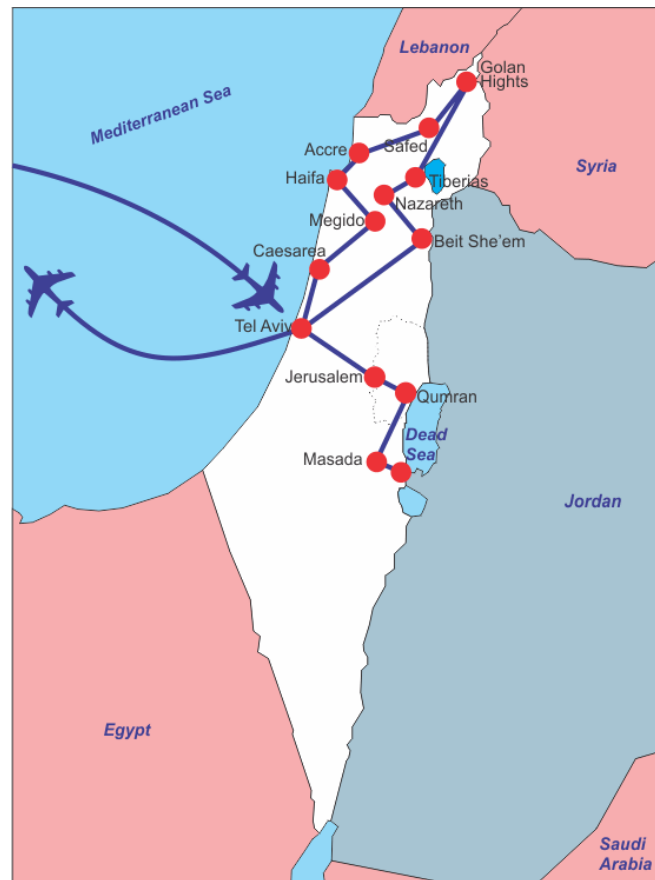 Lebanon
Golan
Hights
Mediterranean Sea
Safed
Accre
Syria
Haifa
Tiberias
Nazareth
Megido
Beit She'em
Caesarea
Tel Aviv
Jerusalem
Qumran
Dead
Sea
Masada
Jordan
Egypt
Saudi
Arabia